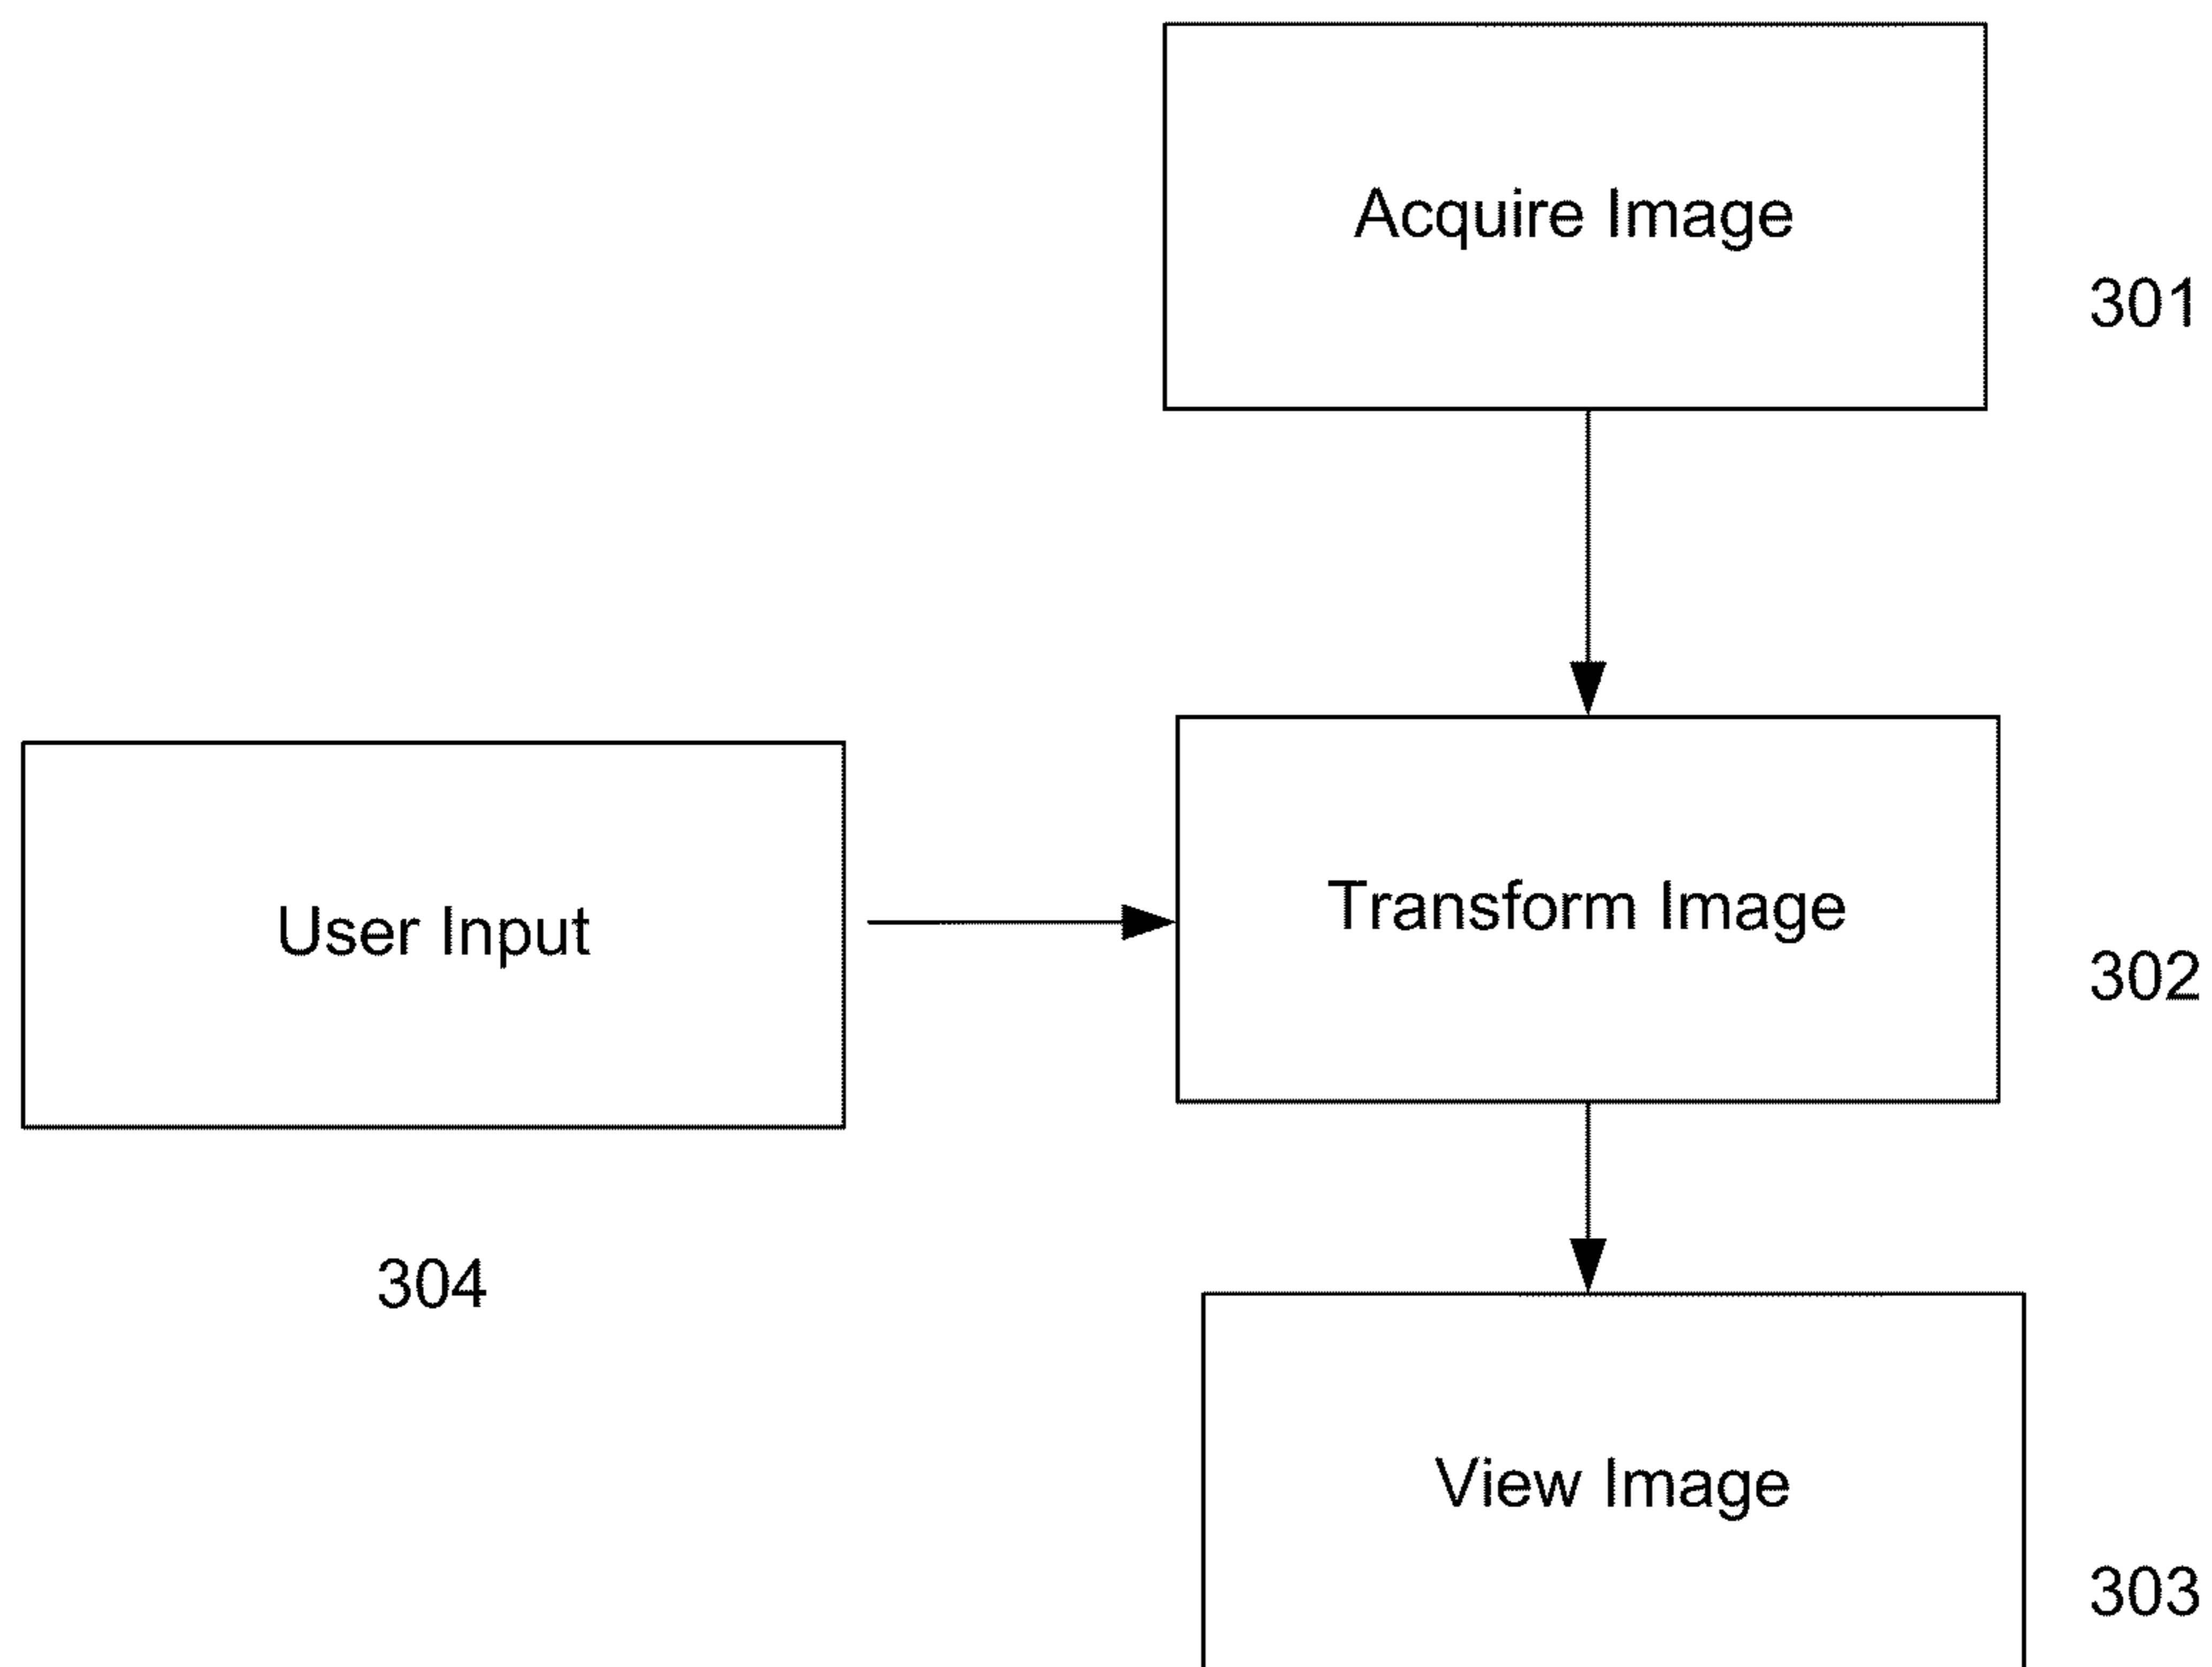 Acquire Image
301
User Input
304
Transform Image
302
View Image
303